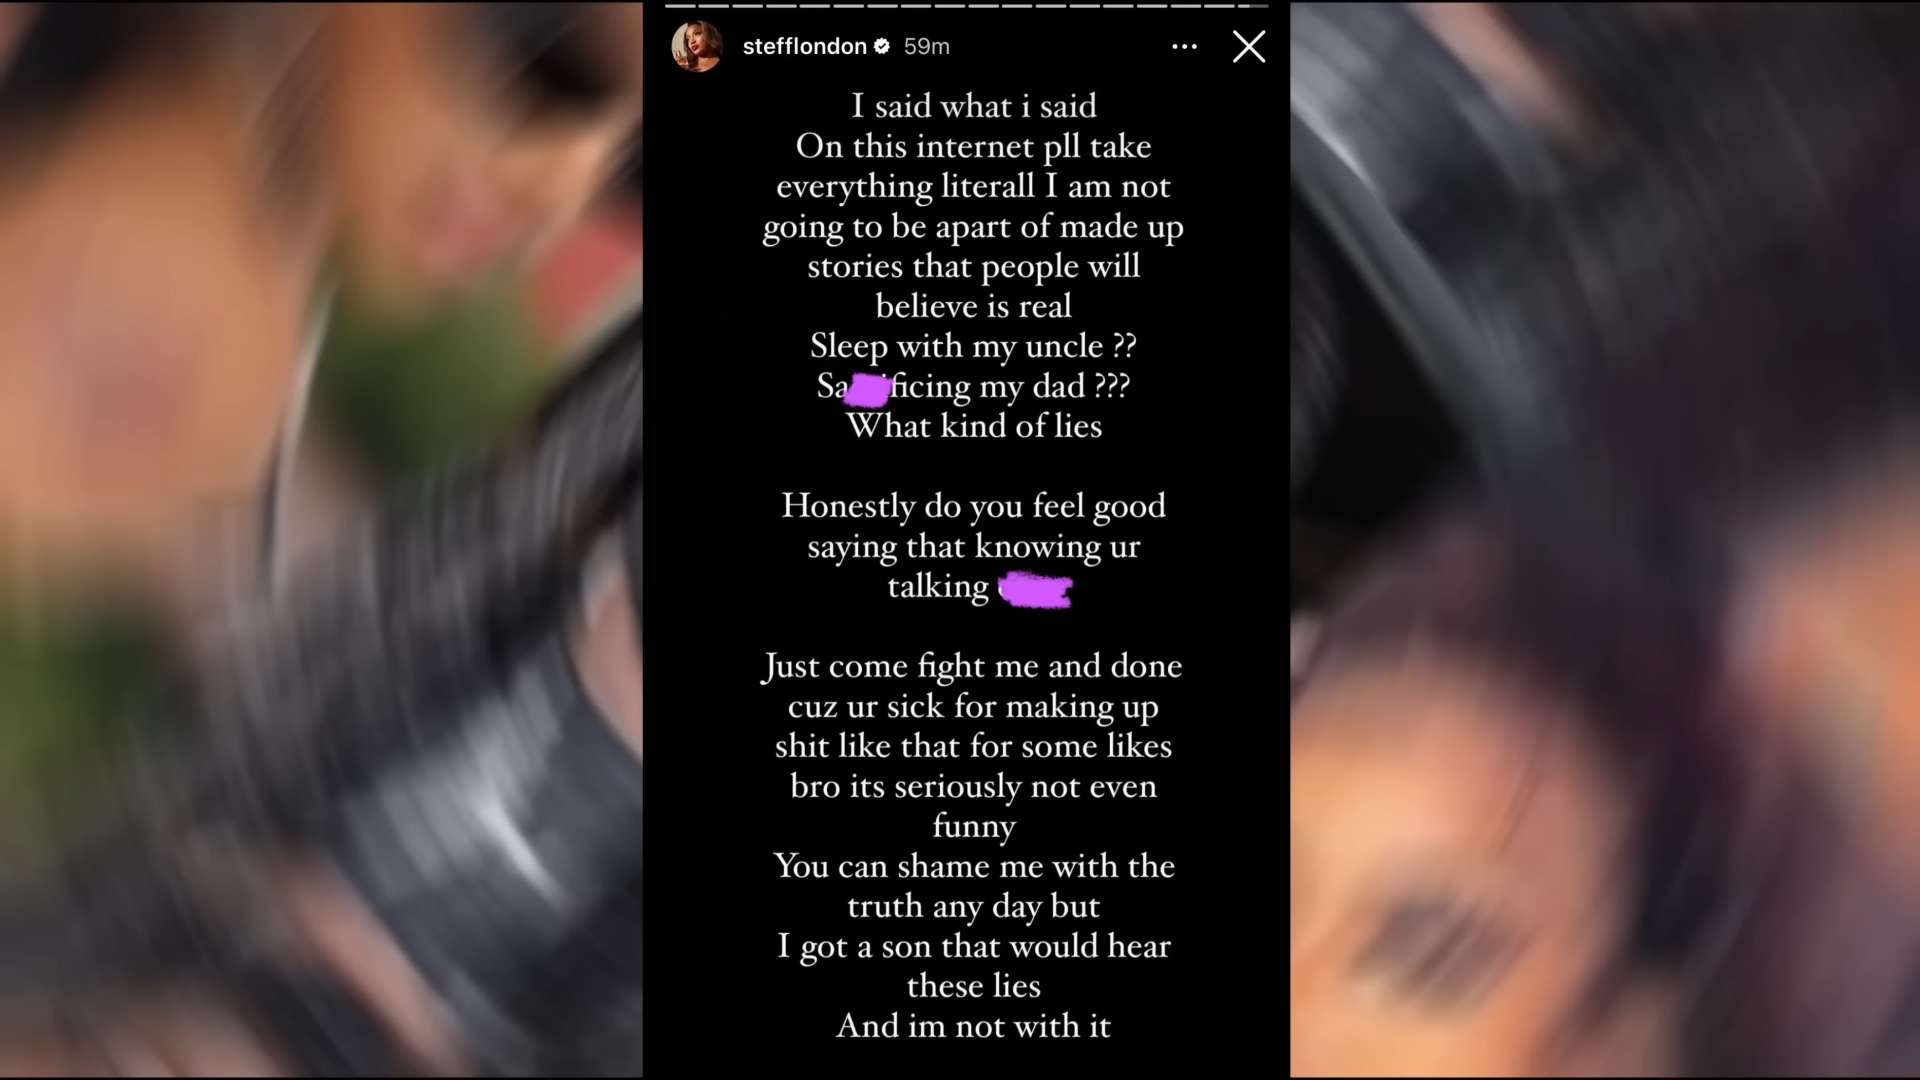 stefflondon 59m
I said what i said
On this internet pll take
everything literall I am not
going to be apart of made up
stories that people will
believe is real
Sleep with my uncle ??
Sa ificing my dad ???
What kind of lies
Honestly do you feel good
saying that knowing ur
talking
Just come fight me and done
cuz ur sick for making up
shit like that for some likes
bro its seriously not even
funny
You can shame me with the
truth any day but
I got a son that would hear
these lies
And im not with it